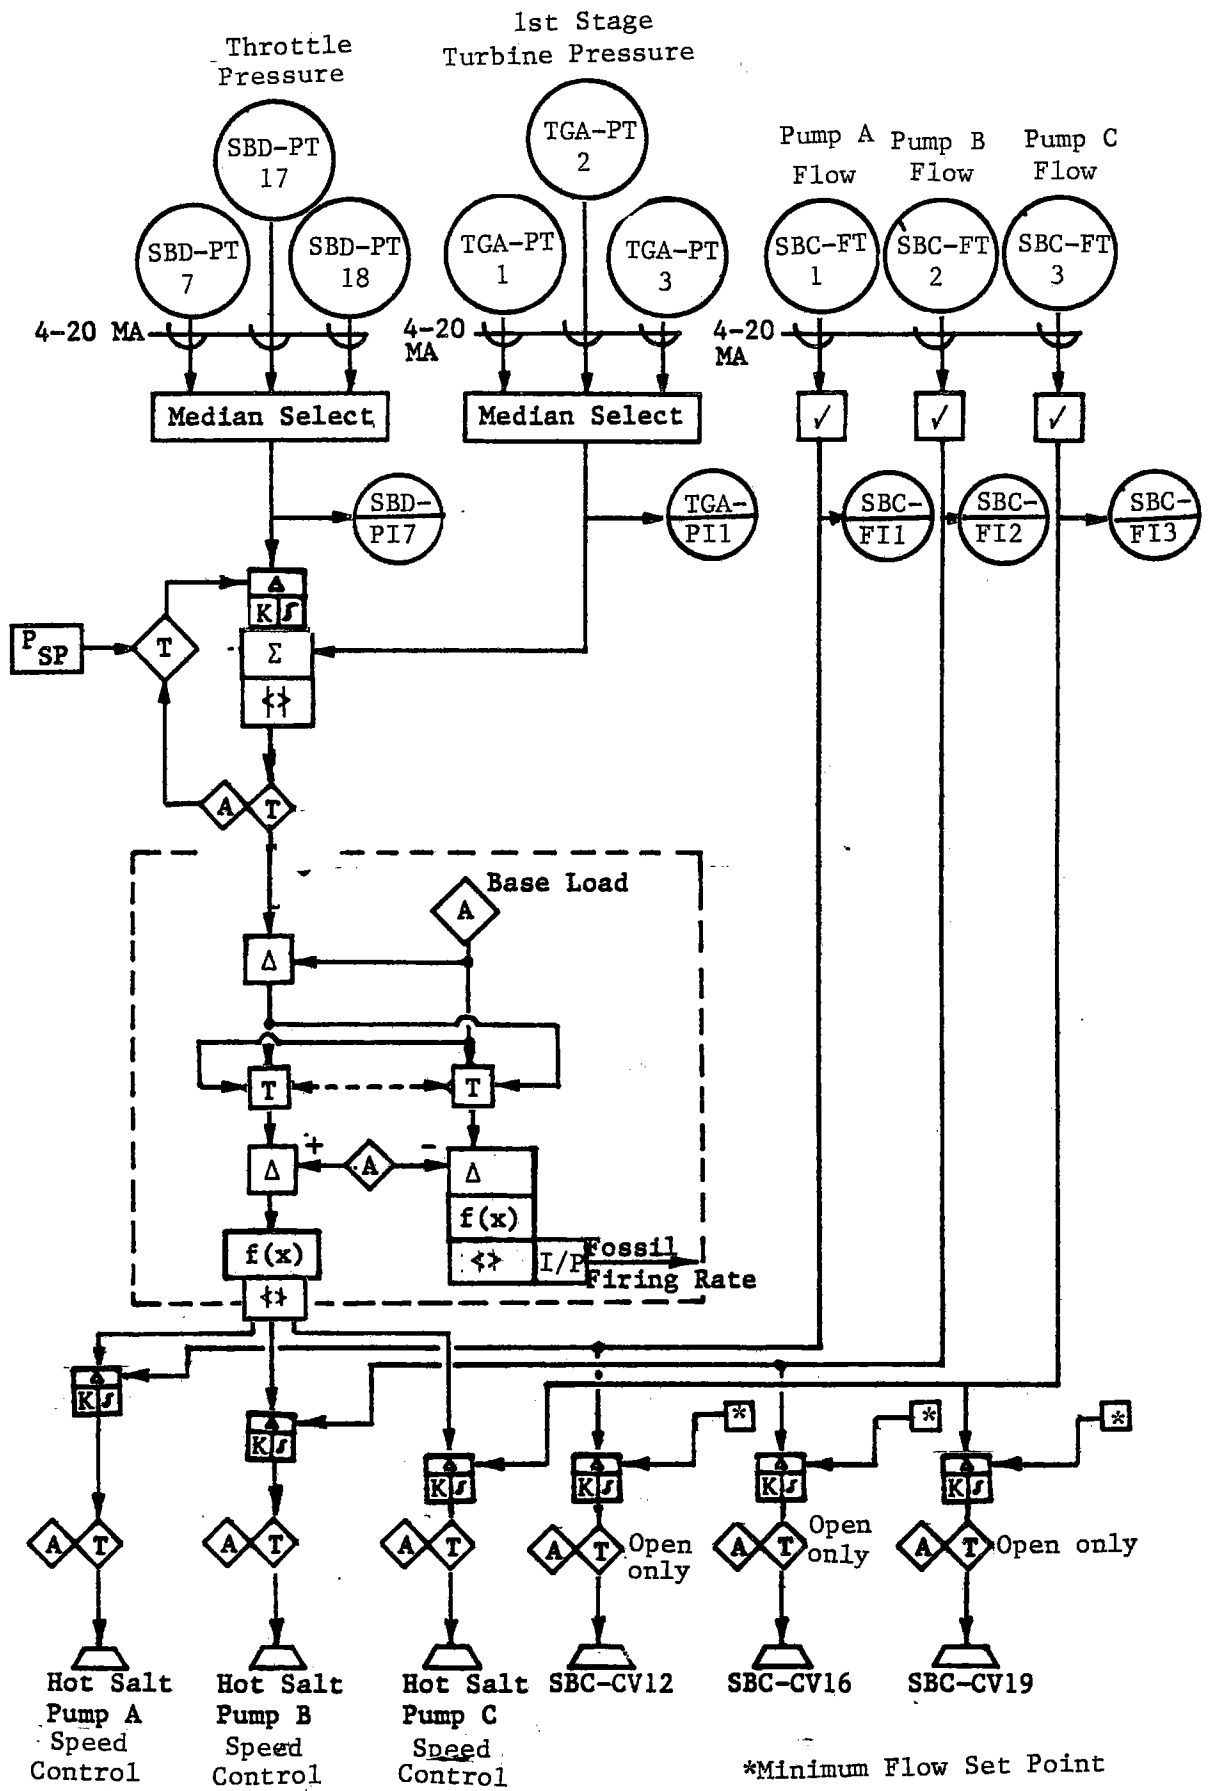 1st Stage
Turbine Pressure
Throttle
Pressure
TGA-PT
2
SBD-PT
17
Pump A
Flow
Pump B
Flow
Pump C
Flow
SBD-PT
7
SBD-PT
18
TGA-PT
1
TGA-PT
3
SBC-FT
1
SBC-FT
2
SBC-FT
3
4-20 MA
4-20
MA
4-20
MA
Median Select
Median Select
✓
✓
✓
SBD-
PI7
TGA-
PI1
SBC-
FI1
SBC-
FI2
SBC-
FI3
Δ
K ∫
PSP
T
Σ
<>
A T
Base Load
A
Δ
T
T
+
-
Δ
A
Δ
f(x)
f(x)
<>
I/P
Fossil
Firing Rate
<>
Δ
K ∫
Δ
K ∫
Δ
K ∫
*
Δ
K ∫
*
Δ
K ∫
*
Δ
K ∫
A T
A T
A T
A T
Open
only
A T
Open
only
A T
Open only
Hot Salt
Pump A
Speed
Control
Hot Salt
Pump B
Speed
Control
Hot Salt
Pump C
Speed
Control
SBC-CV12
SBC-CV16
SBC-CV19
*Minimum Flow Set Point